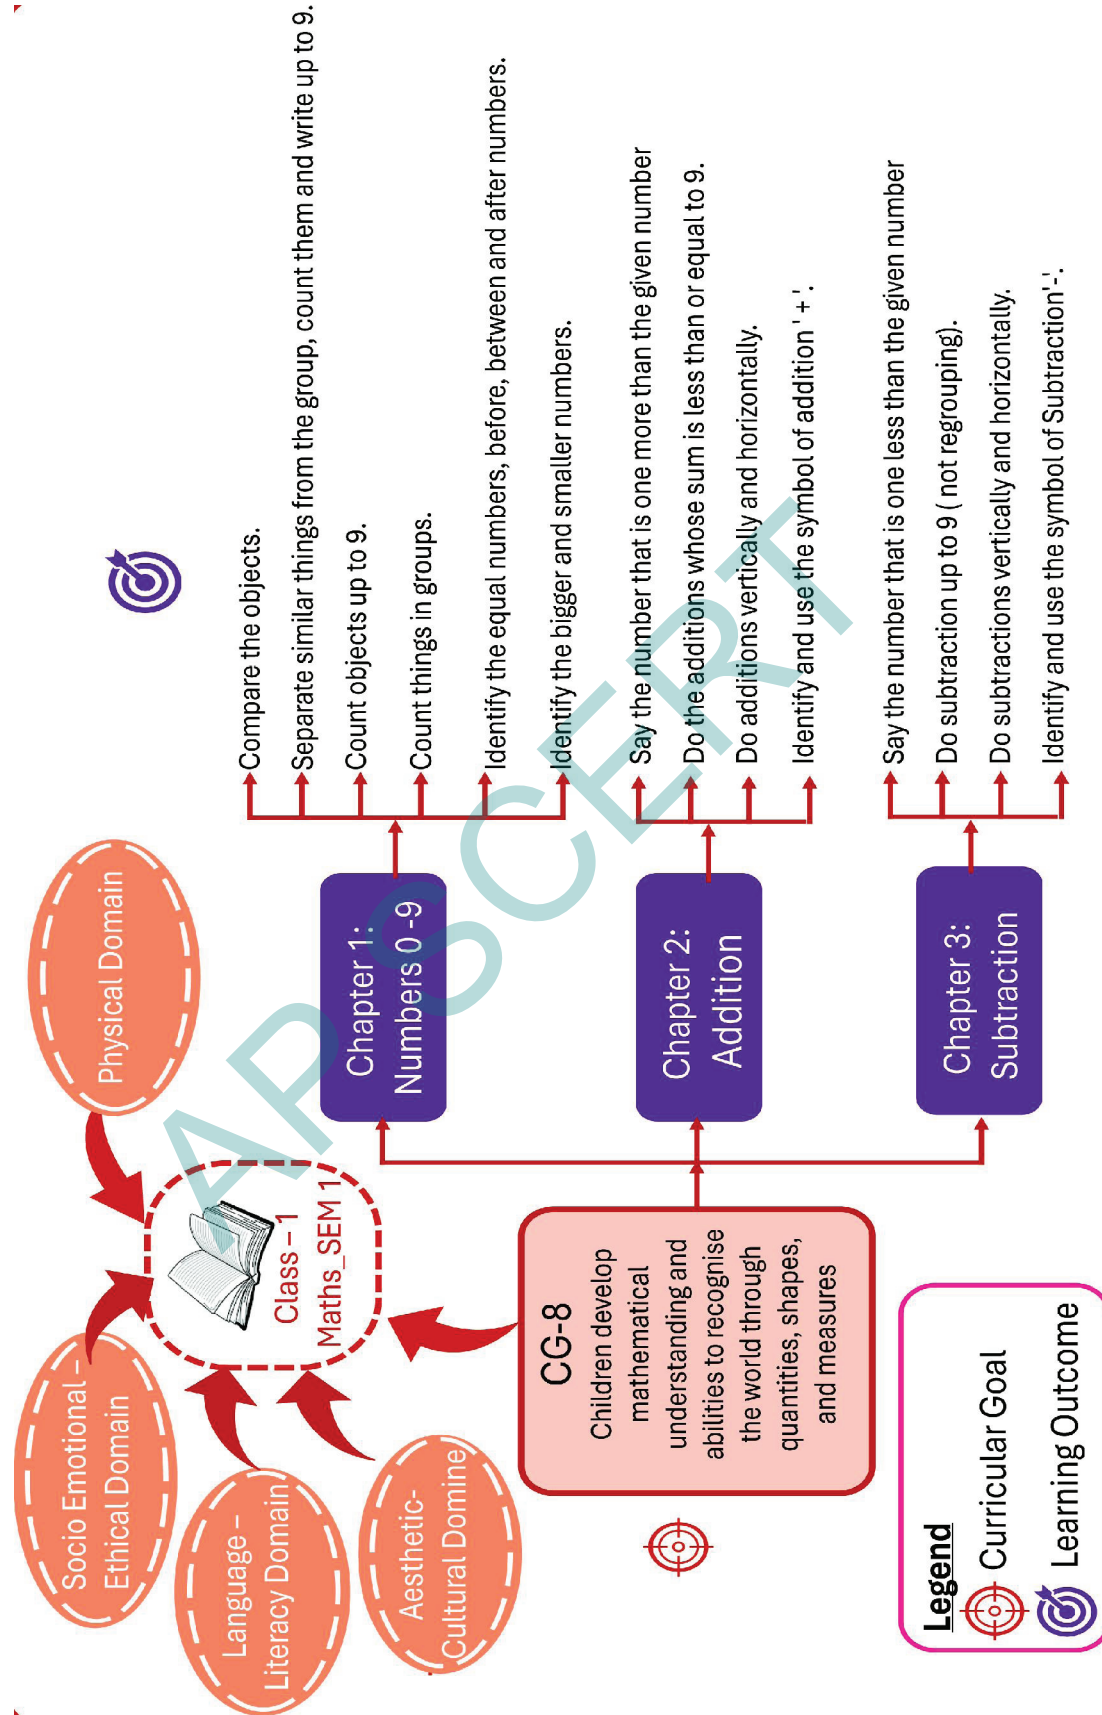 Socio Emotional –
Ethical Domain
Physical Domain
Language –
Literacy Domain
Aesthetic-
Cultural Domine
Class – 1
Maths_SEM 1
CG-8
Children develop
mathematical
understanding and
abilities to recognise
the world through
quantities, shapes,
and measures
Chapter 1:
Numbers 0 -9
Compare the objects.
Separate similar things from the group, count them and write up to 9.
Count objects up to 9.
Count things in groups.
Identify the equal numbers, before, between and after numbers.
Identify the bigger and smaller numbers.
Chapter 2:
Addition
Say the number that is one more than the given number
Do the additions whose sum is less than or equal to 9.
Do additions vertically and horizontally.
Identify and use the symbol of addition ' + '.
Chapter 3:
Subtraction
Say the number that is one less than the given number
Do subtraction up to 9 ( not regrouping).
Do subtractions vertically and horizontally.
Identify and use the symbol of Subtraction'-'.
Legend
Curricular Goal
Learning Outcome
AP SCERT